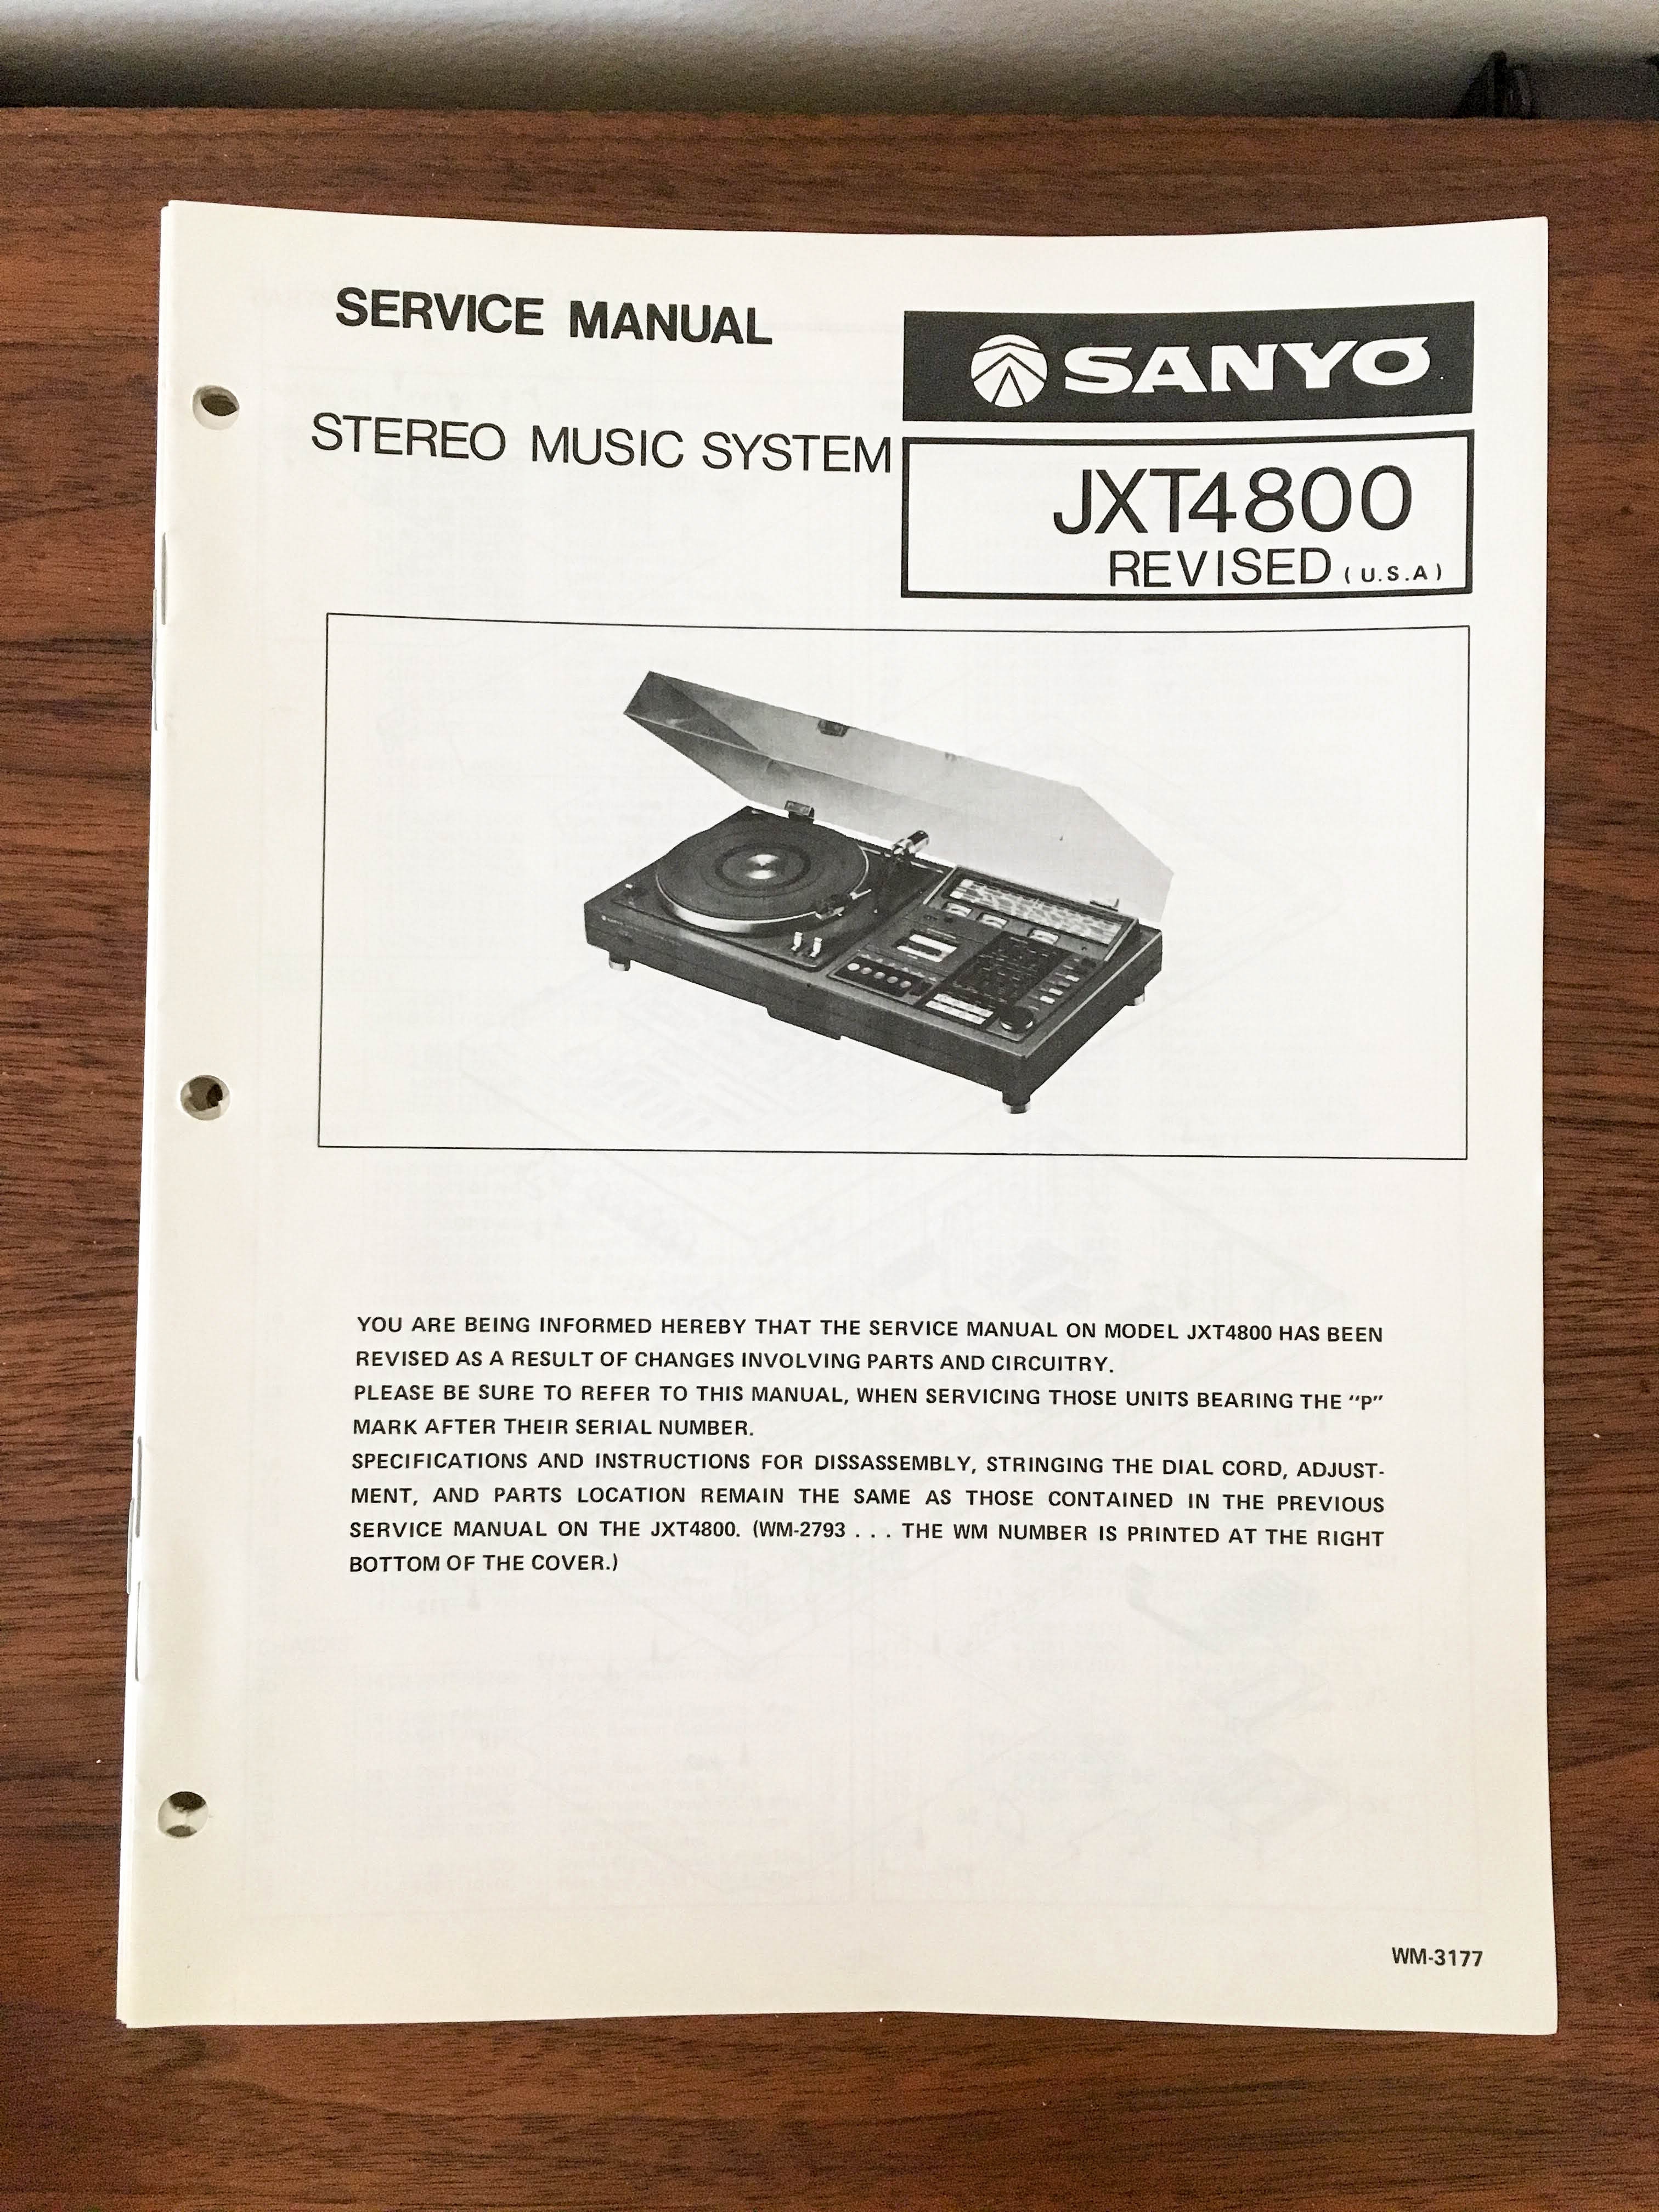 SERVICE MANUAL
SANYO
STEREO MUSIC SYSTEM
JXT4800
REVISED (U.S.A)
YOU ARE BEING INFORMED HEREBY THAT THE SERVICE MANUAL ON MODEL JXT4800 HAS BEEN
REVISED AS A RESULT OF CHANGES INVOLVING PARTS AND CIRCUITRY.
PLEASE BE SURE TO REFER TO THIS MANUAL, WHEN SERVICING THOSE UNITS BEARING THE “P”
MARK AFTER THEIR SERIAL NUMBER.
SPECIFICATIONS AND INSTRUCTIONS FOR DISSASSEMBLY, STRINGING THE DIAL CORD, ADJUST-
MENT, AND PARTS LOCATION REMAIN THE SAME AS THOSE CONTAINED IN THE PREVIOUS
SERVICE MANUAL ON THE JXT4800. (WM-2793 . . . THE WM NUMBER IS PRINTED AT THE RIGHT
BOTTOM OF THE COVER.)
WM-3177